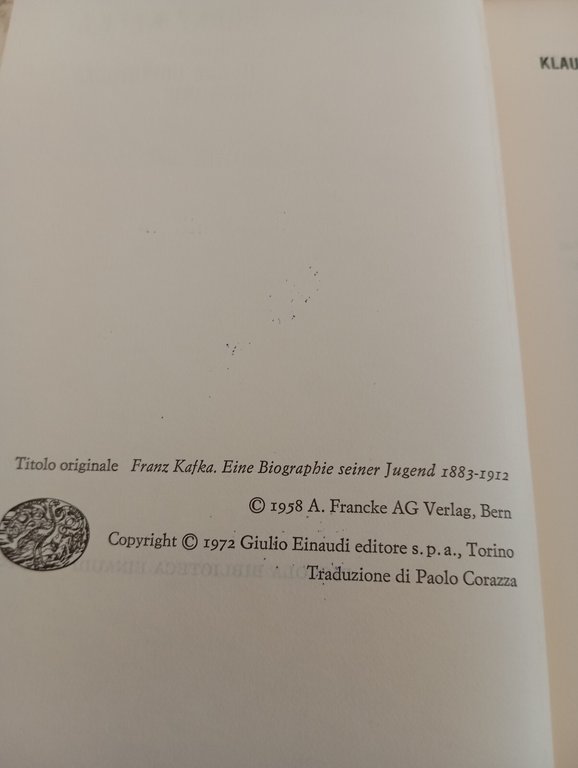 KLAU
Titolo originale Franz Kafka. Eine Biographie seiner Jugend 1883-1912
© 1958 A. Francke AG Verlag, Bern
Copyright © 1972 Giulio Einaudi editore s. p. a., Torino
Traduzione di Paolo Corazza